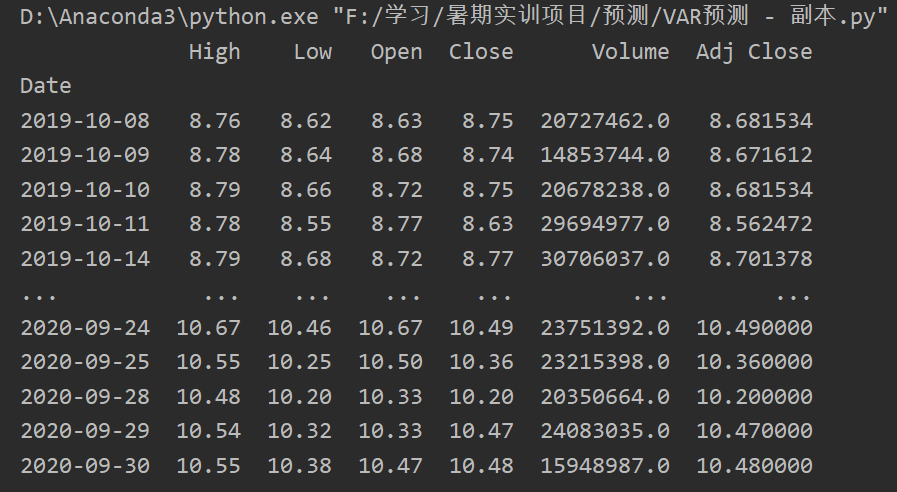 D:\Anaconda3\python.exe "F:/学习/暑期实训项目/预测/VAR预测 - 副本.py"
High Low Open Close Volume Adj Close
Date
2019-10-08 8.76 8.62 8.63 8.75 20727462.0 8.681534
2019-10-09 8.78 8.64 8.68 8.74 14853744.0 8.671612
2019-10-10 8.79 8.66 8.72 8.75 20678238.0 8.681534
2019-10-11 8.78 8.55 8.77 8.63 29694977.0 8.562472
2019-10-14 8.79 8.68 8.72 8.77 30706037.0 8.701378
... ... ... ... ... ... ...
2020-09-24 10.67 10.46 10.67 10.49 23751392.0 10.490000
2020-09-25 10.55 10.25 10.50 10.36 23215398.0 10.360000
2020-09-28 10.48 10.20 10.33 10.20 20350664.0 10.200000
2020-09-29 10.54 10.32 10.33 10.47 24083035.0 10.470000
2020-09-30 10.55 10.38 10.47 10.48 15948987.0 10.480000